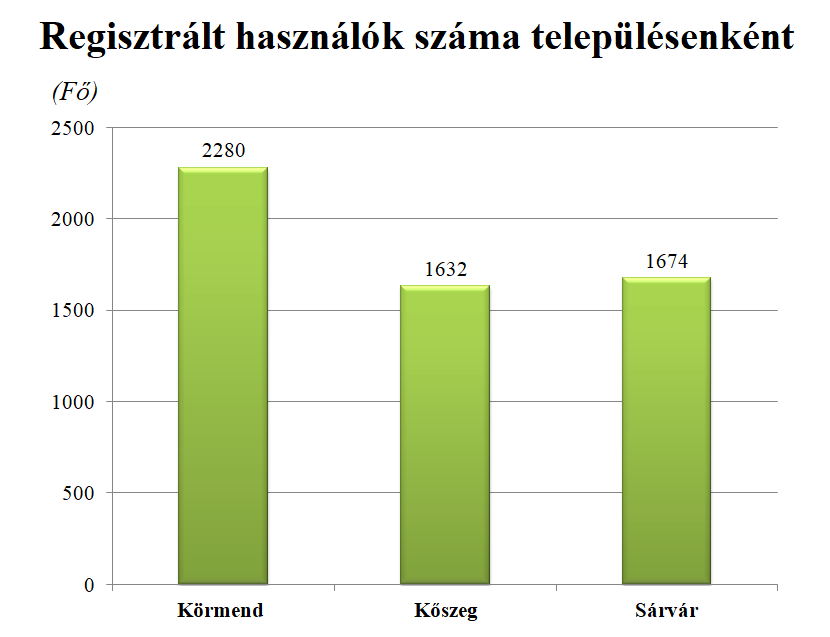 Regisztrált használók száma településenként
(Fő)
2500
2280
2000
1632
1674
1500
1000
500
0
Körmend
Kőszeg
Sárvár